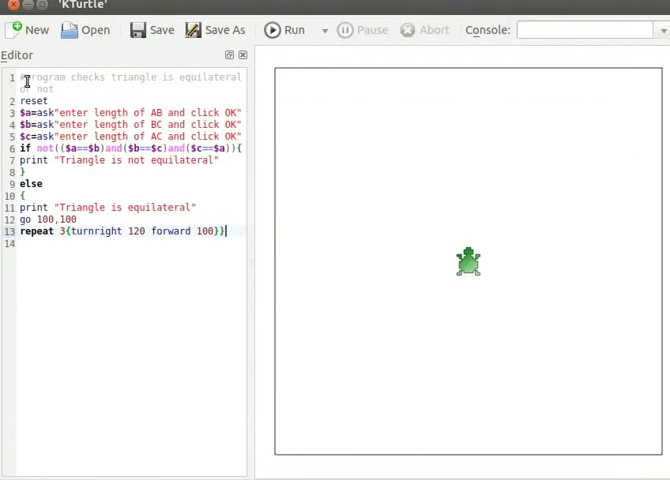 'KTurtle'
New Open Save Save As Run Pause Abort Console:
Editor
1 #Program checks triangle is equilateral
or not
2 reset
3 $a=ask"enter length of AB and click OK"
4 $b=ask"enter length of BC and click OK"
5 $c=ask"enter length of AC and click OK"
6 if not(($a==$b)and($b==$c)and($c==$a)){
7 print "Triangle is not equilateral"
8 }
9 else
10 {
11 print "Triangle is equilateral"
12 go 100,100
13 repeat 3{turnright 120 forward 100}}
14